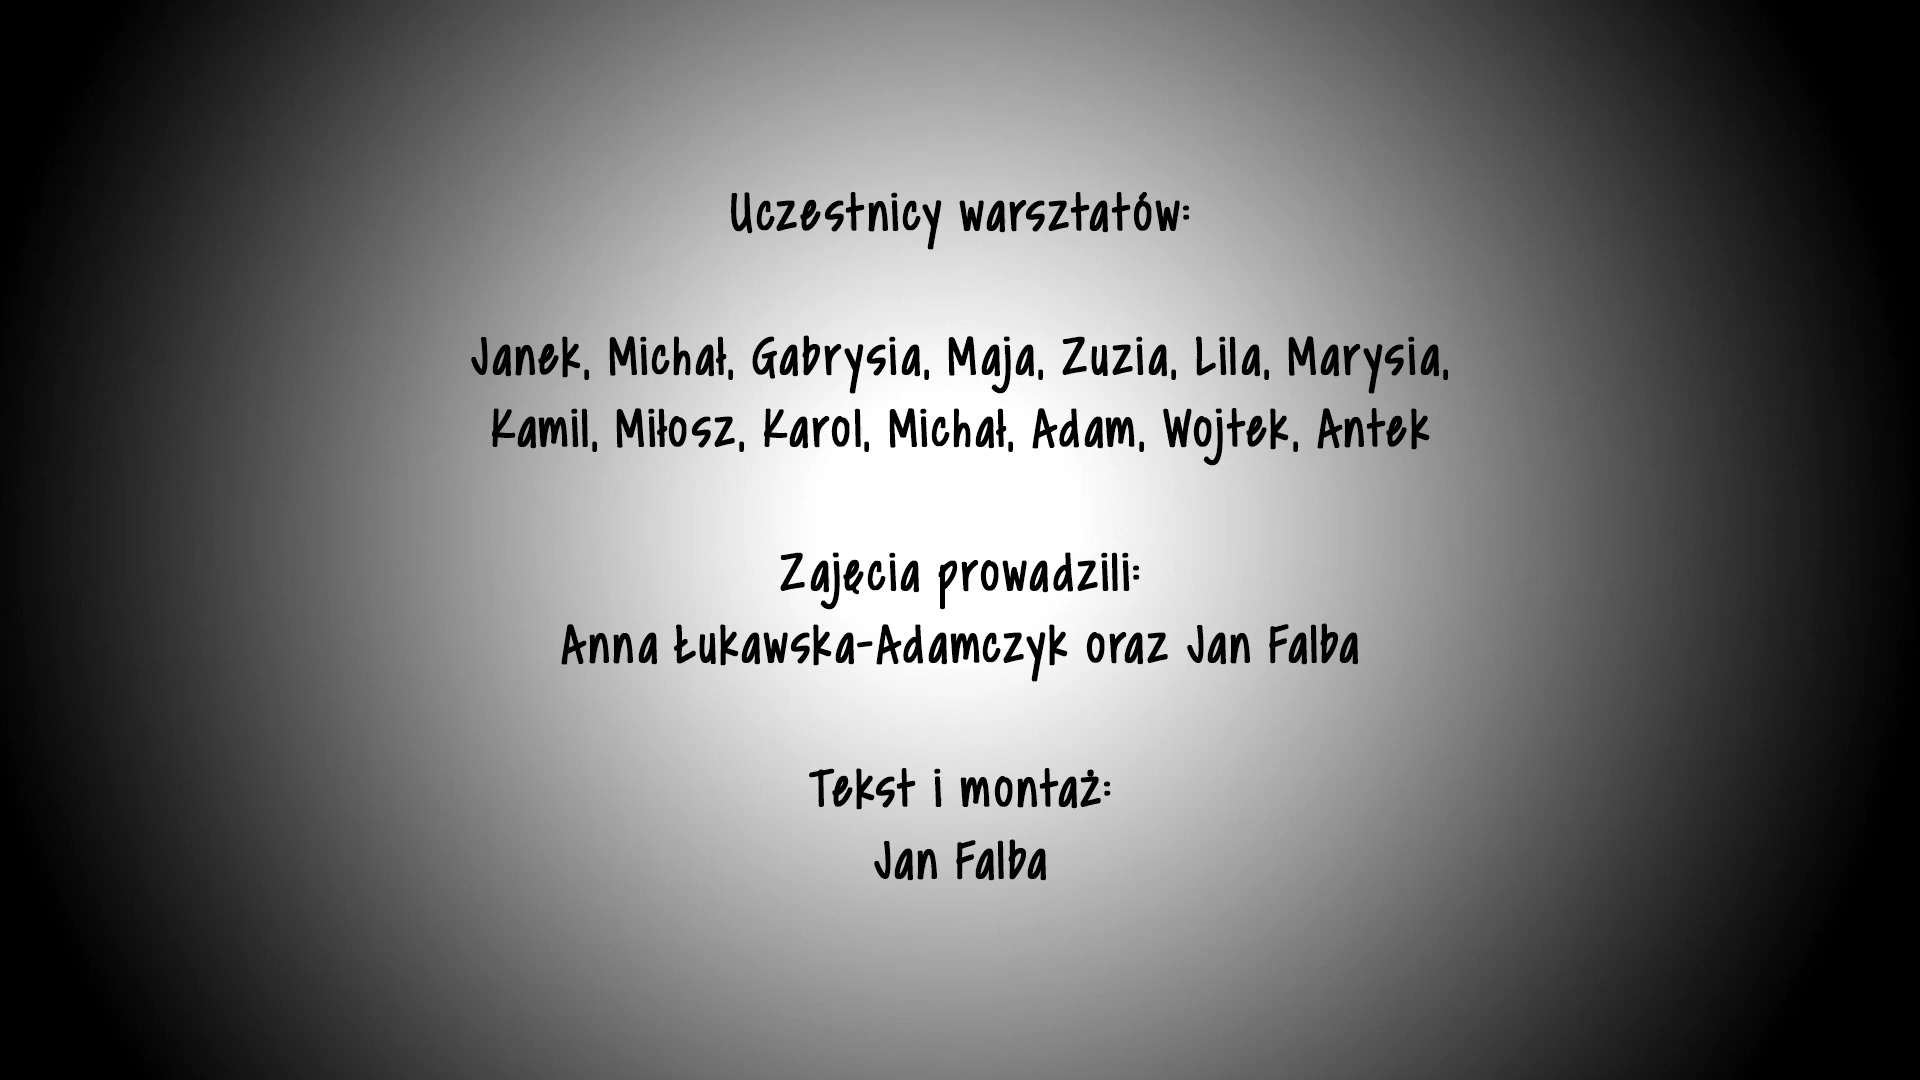 Uczestnicy warsztatów:
Janek, Michał, Gabrysia, Maja, Zuzia, Lila, Marysia,
Kamil, Miłosz, Karol, Michał, Adam, Wojtek, Antek
Zajęcia prowadzili:
Anna Łukawska-Adamczyk oraz Jan Falba
Tekst i montaż:
Jan Falba